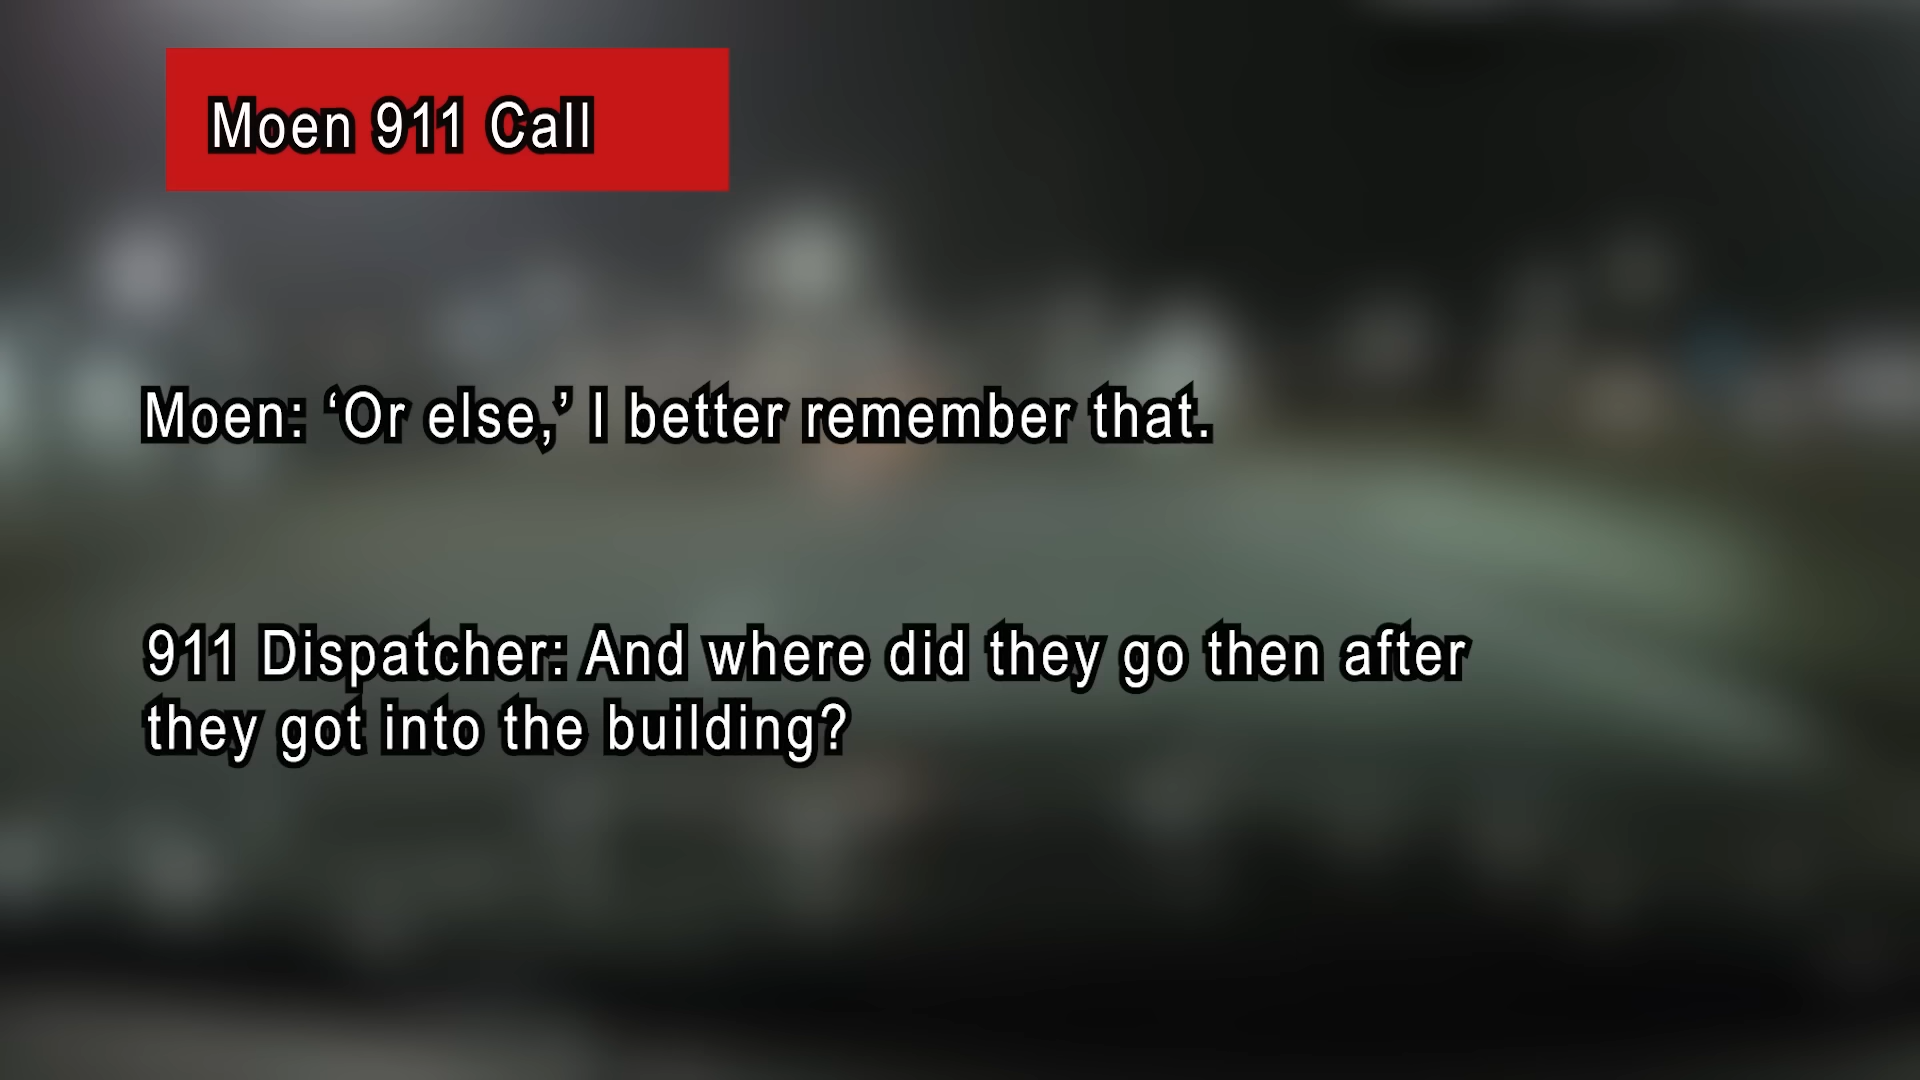 Moen 911 Call
Moen: ‘Or else,’ I better remember that.
911 Dispatcher: And where did they go then after
they got into the building?